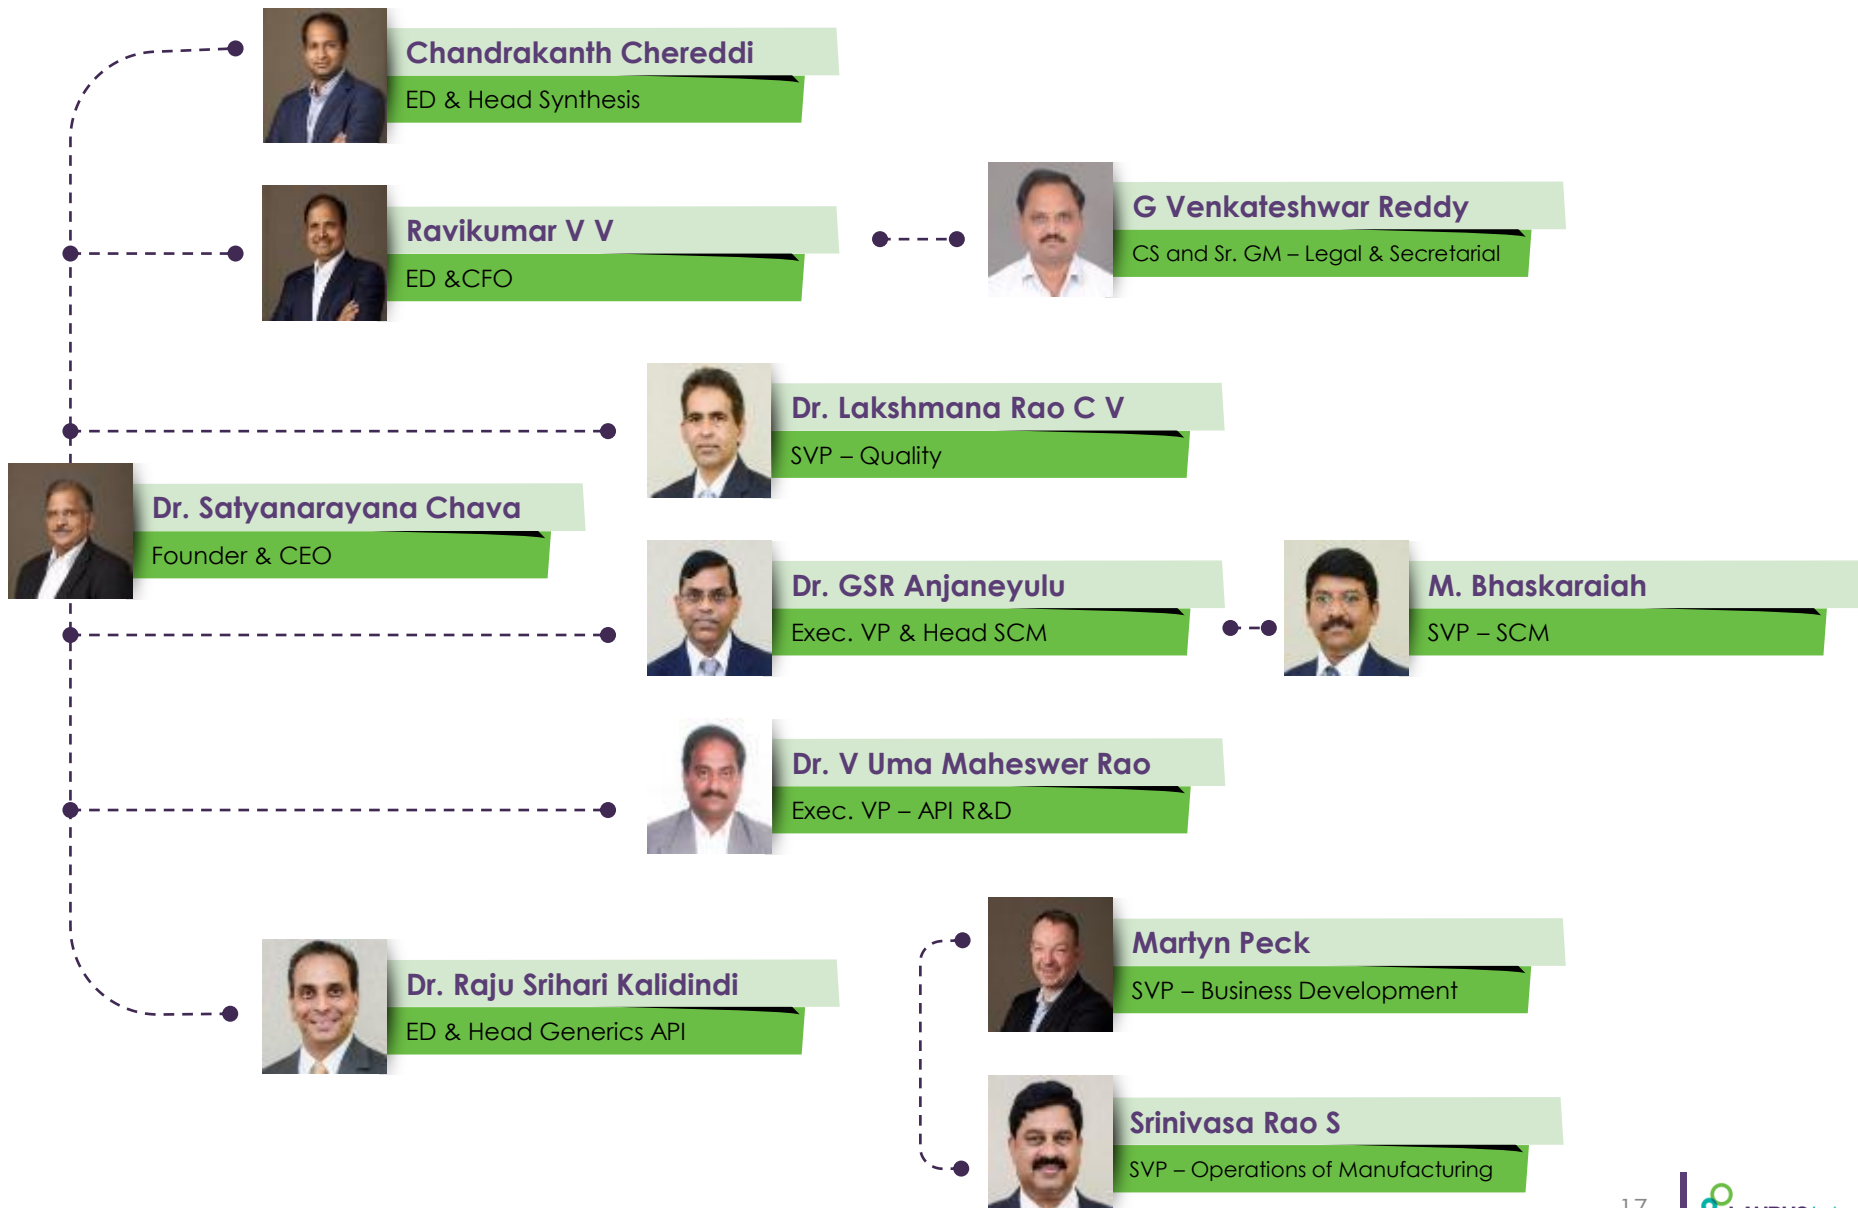 Chandrakanth Chereddi
ED & Head Synthesis
Ravikumar V V
ED &CFO
G Venkateshwar Reddy
CS and Sr. GM – Legal & Secretarial
Dr. Lakshmana Rao C V
SVP – Quality
Dr. Satyanarayana Chava
Founder & CEO
Dr. GSR Anjaneyulu
Exec. VP & Head SCM
M. Bhaskaraiah
SVP – SCM
Dr. V Uma Maheswer Rao
Exec. VP – API R&D
Martyn Peck
SVP – Business Development
Dr. Raju Srihari Kalidindi
ED & Head Generics API
Srinivasa Rao S
SVP – Operations of Manufacturing
17